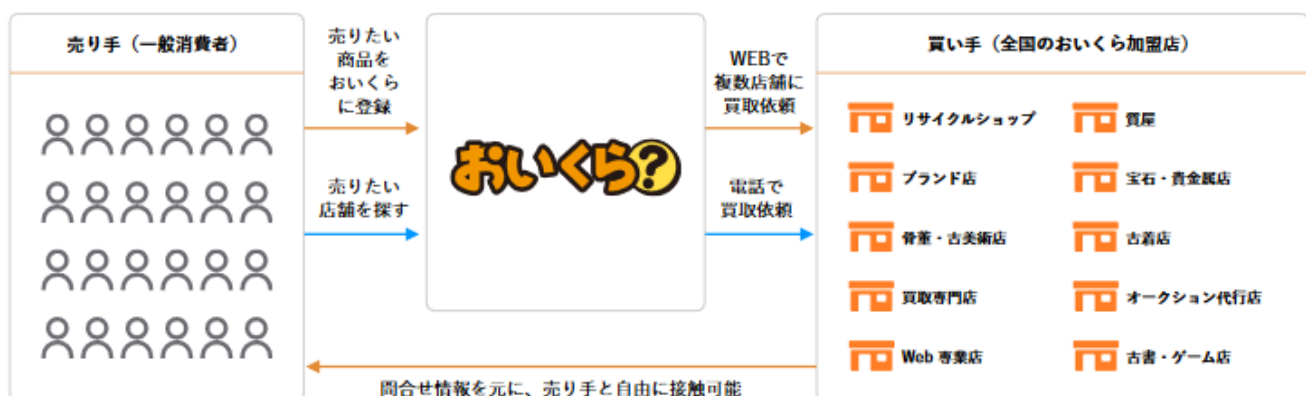 売り手（一般消費者）
売りたい
商品を
おいくら
に登録
売りたい
店舗を探す
おいくら?
WEBで
複数店舗に
買取依頼
電話で
買取依頼
買い手（全国のおいくら加盟店）
リサイクルショップ
質屋
ブランド店
宝石・貴金属店
骨董・古美術店
古着店
買取専門店
オークション代行店
Web 専業店
古書・ゲーム店
問合せ情報を元に、売り手と自由に接触可能